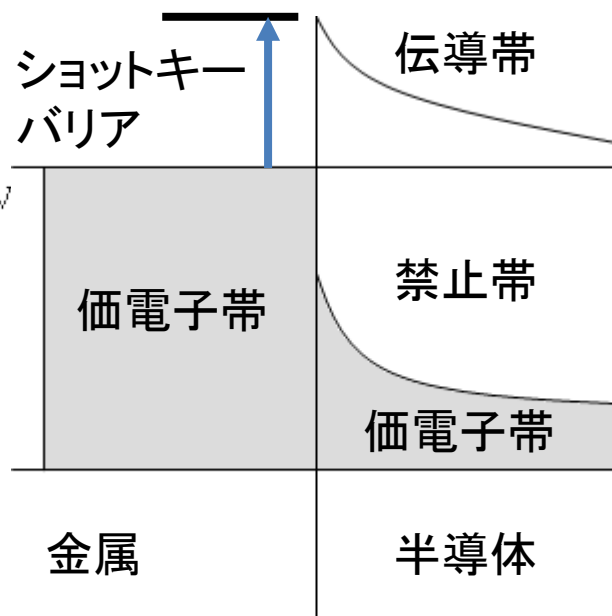 ショットキー
バリア
伝導帯
価電子帯
禁止帯
価電子帯
金属
半導体